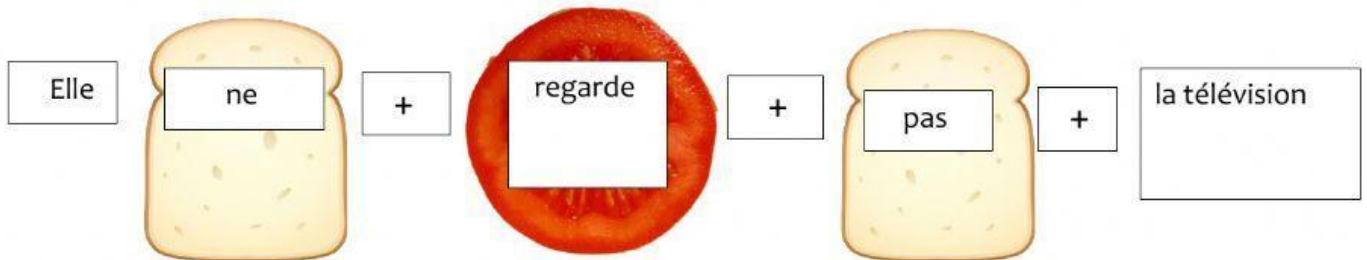 Elle ne + regarde + pas + la télévision